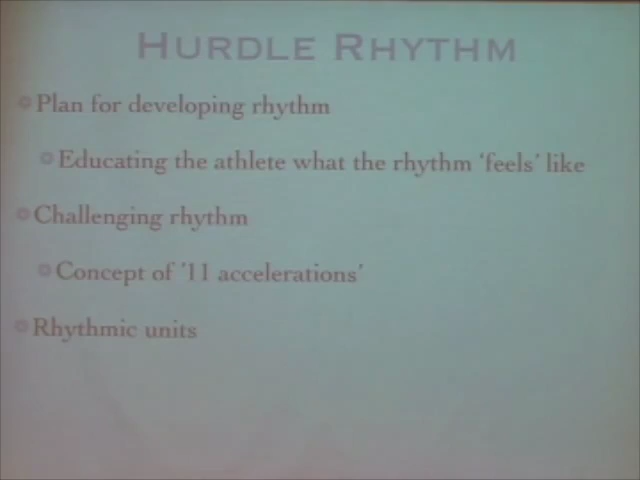 HURDLE RHYTHM
Plan for developing rhythm
Educating the athlete what the rhythm 'feels' like
Challenging rhythm
Concept of '11 accelerations'
Rhythmic units